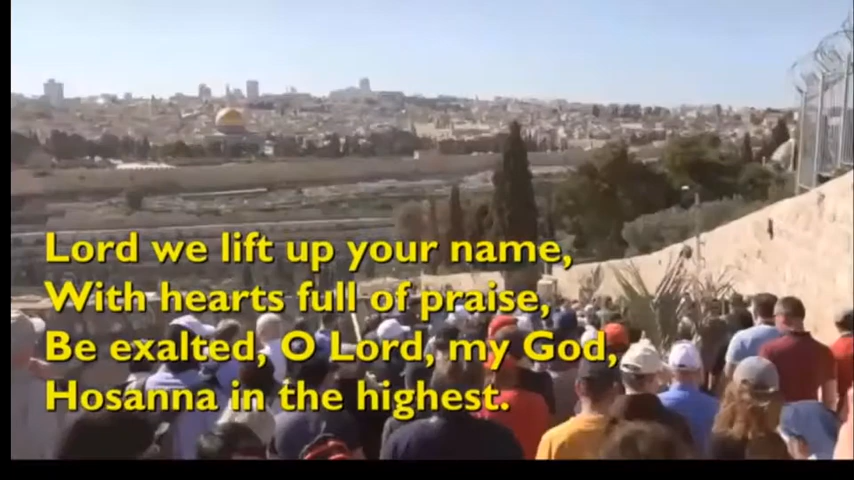 Lord we lift up your name,
With hearts full of praise,
Be exalted, O Lord, my God,
Hosanna in the highest.